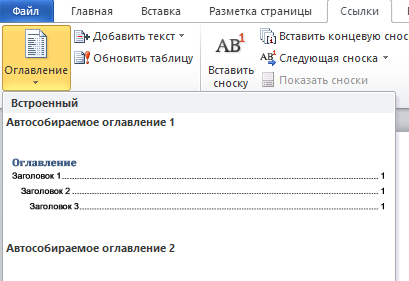 Файл Главная Вставка Разметка страницы Ссылки
Оглавление
Добавить текст
Обновить таблицу
AB1
Вставить сноску
Вставить концевую снос
Следующая сноска
Показать сноски
Встроенный
Автособираемое оглавление 1
Оглавление
Заголовок 1 1
Заголовок 2 1
Заголовок 3 1
Автособираемое оглавление 2